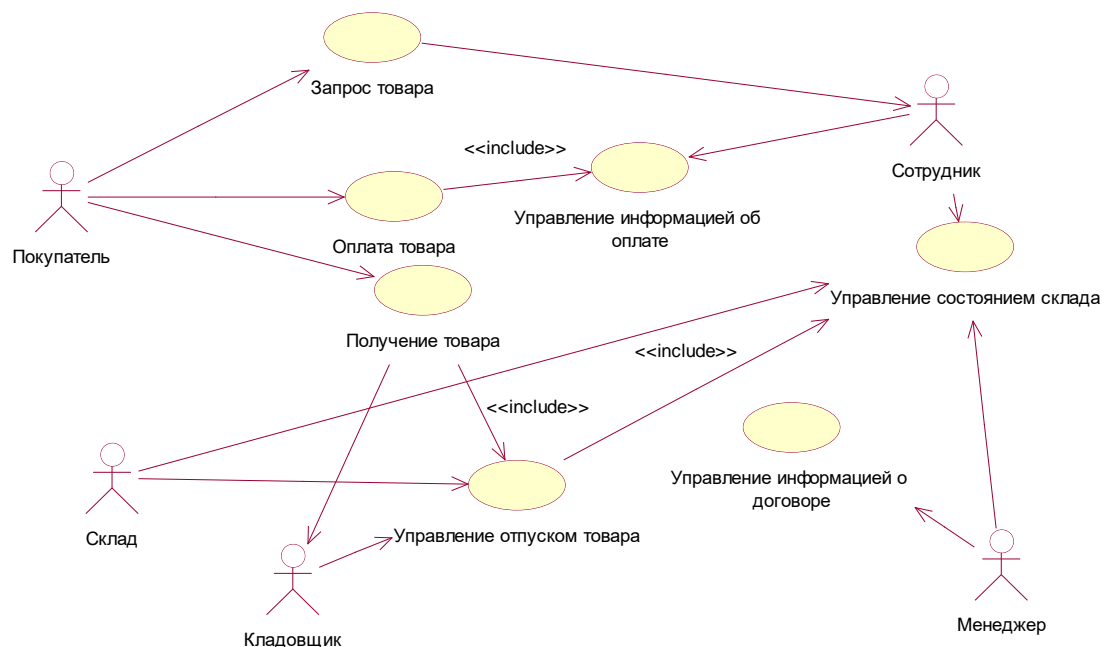 Запрос товара
<<include>>
Сотрудник
Управление информацией об
оплате
Покупатель
Оплата товара
Управление состоянием склада
Получение товара
<<include>>
<<include>>
Управление информацией о
договоре
Склад
Управление отпуском товара
Менеджер
Кладовщик